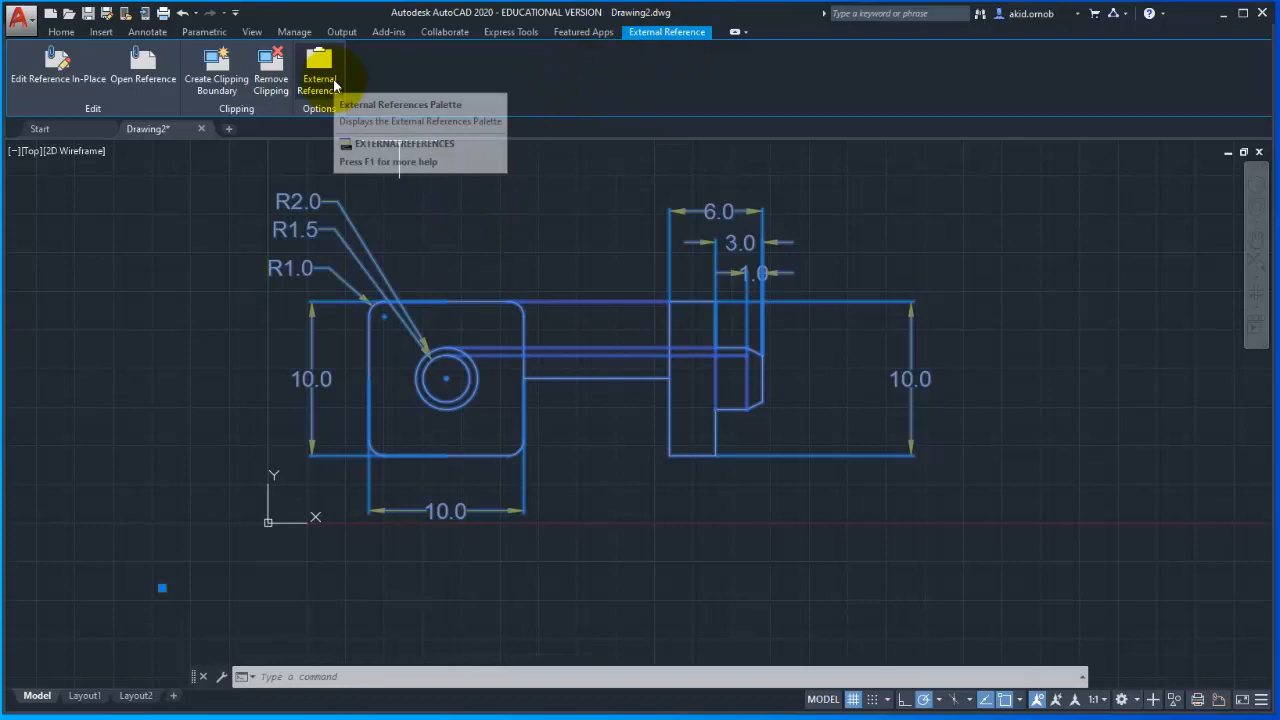 Autodesk AutoCAD 2020 - EDUCATIONAL VERSION Drawing2.dwg
Type a keyword or phrase
akid.ornob
Home Insert Annotate Parametric View Manage Output Add-ins Collaborate Express Tools Featured Apps External Reference
Edit Reference In-Place
Open Reference
Create Clipping
Boundary
Remove
Clipping
External
References
Edit Clipping Options
External References Palette
Displays the External References Palette
EXTERNALREFERENCES
Press F1 for more help
Start Drawing2*
[−][Top][2D Wireframe]
R2.0
R1.5
R1.0
6.0
3.0
1.0
10.0
10.0
10.0
Y
X
Type a command
Model Layout1 Layout2
MODEL
1:1